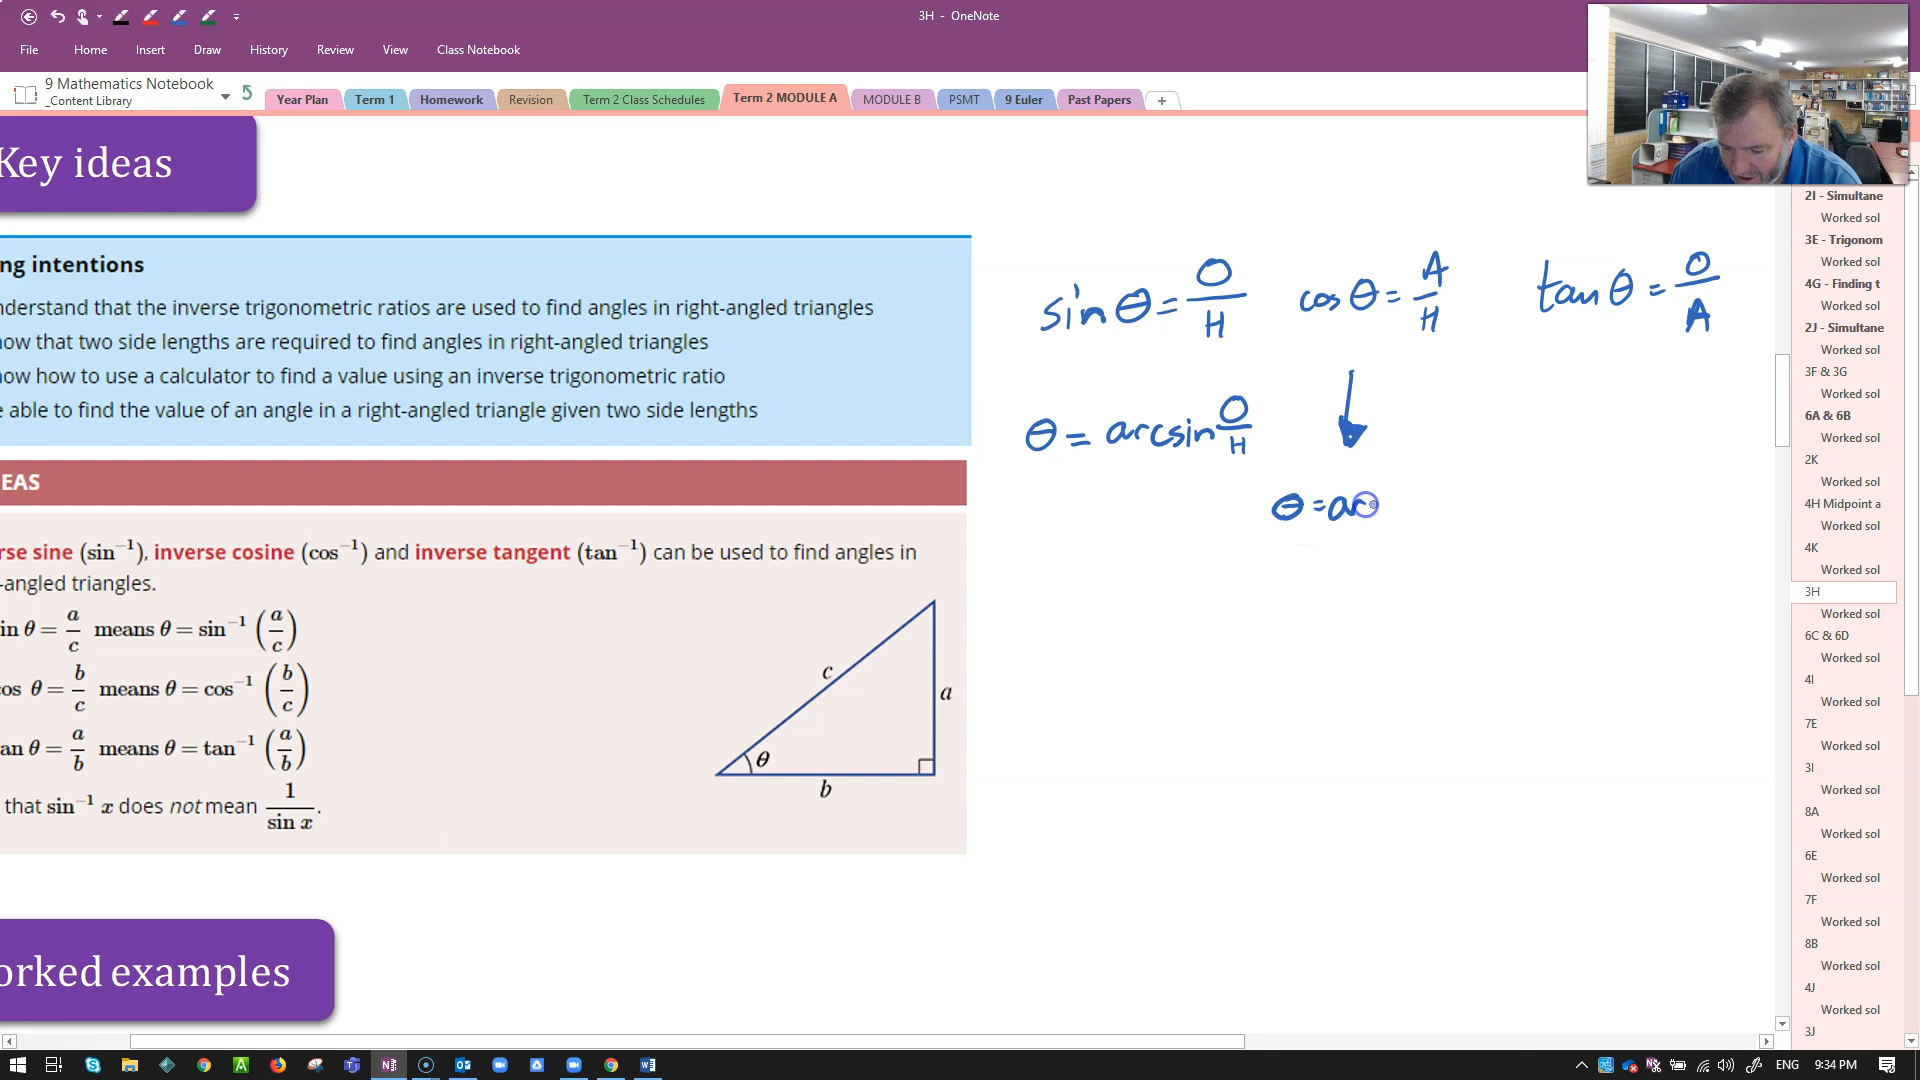 3H - OneNote
File Home Insert Draw History Review View Class Notebook
9 Mathematics Notebook
_Content Library
Year Plan Term 1 Homework Revision Term 2 Class Schedules Term 2 MODULE A MODULE B PSMT 9 Euler Past Papers +
Key ideas
ng intentions
nderstand that the inverse trigonometric ratios are used to find angles in right-angled triangles
now that two side lengths are required to find angles in right-angled triangles
now how to use a calculator to find a value using an inverse trigonometric ratio
e able to find the value of an angle in a right-angled triangle given two side lengths
EAS
rse sine (sin⁻¹), inverse cosine (cos⁻¹) and inverse tangent (tan⁻¹) can be used to find angles in
-angled triangles.
in θ = a/c means θ = sin⁻¹ (a/c)
cos θ = b/c means θ = cos⁻¹ (b/c)
an θ = a/b means θ = tan⁻¹ (a/b)
that sin⁻¹ x does not mean 1/sin x.
c
a
θ
b
orked examples
sin θ = O/H cos θ = A/H tan θ = O/A
θ = arcsin O/H
θ = ar
2I - Simultane
Worked sol
3E - Trigonom
Worked sol
4G - Finding t
Worked sol
2J - Simultane
Worked sol
3F & 3G
Worked sol
6A & 6B
Worked sol
2K
Worked sol
4H Midpoint a
Worked sol
4K
Worked sol
3H
Worked sol
6C & 6D
Worked sol
4I
Worked sol
7E
Worked sol
3I
Worked sol
8A
Worked sol
6E
Worked sol
7F
Worked sol
8B
Worked sol
4J
Worked sol
3J
ENG 9:34 PM